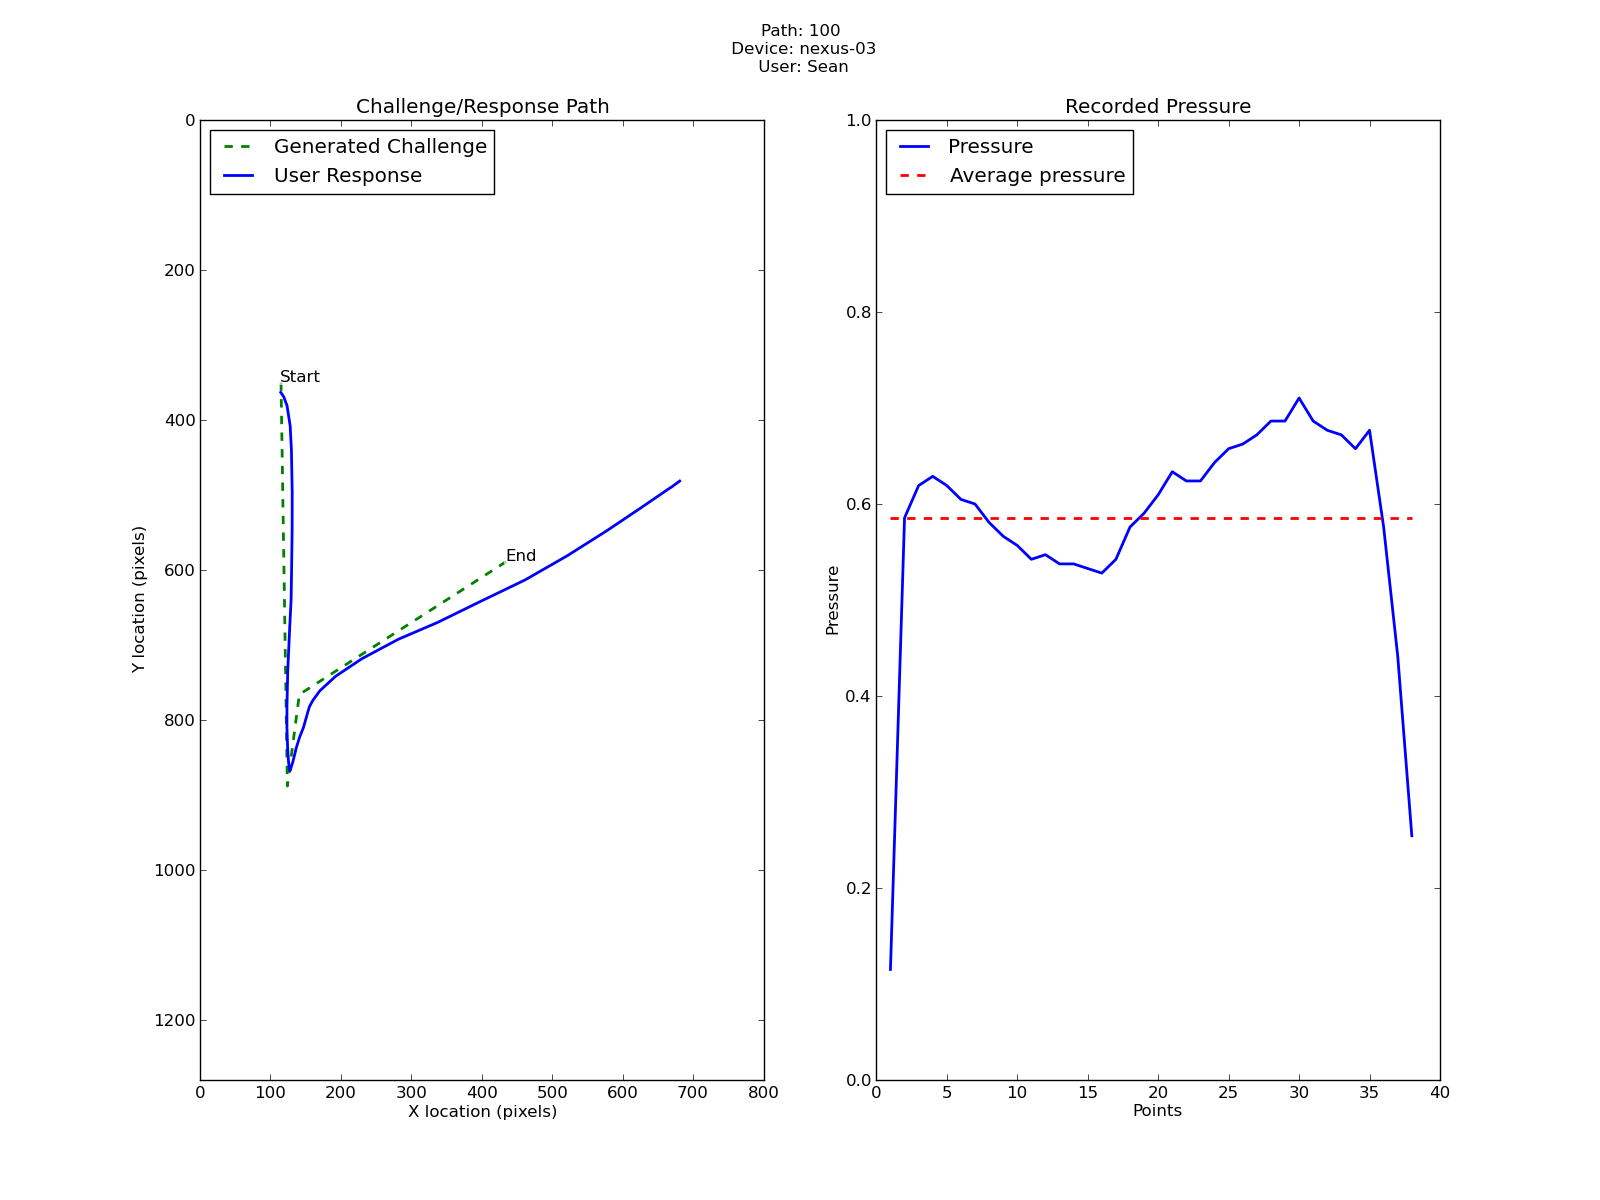 Path: 100
Device: nexus-03
User: Sean
Challenge/Response Path
Generated Challenge
User Response
Start
End
0
200
400
600
800
1000
1200
Y location (pixels)
0 100 200 300 400 500 600 700 800
X location (pixels)
Recorded Pressure
Pressure
Average pressure
1.0
0.8
0.6
0.4
0.2
0.0
Pressure
0 5 10 15 20 25 30 35 40
Points